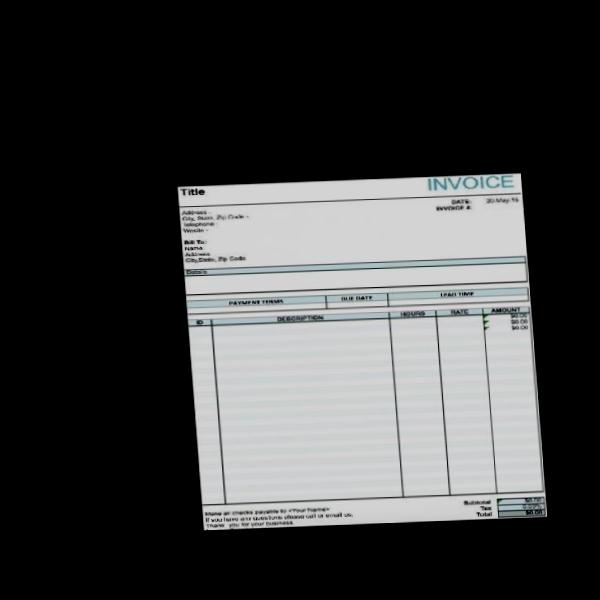 Title INVOICE
DATE: 20-May-15
INVOICE #:
Address -
City, State, Zip Code -
Telephone -
Wesite -
Bill To:
Name
Address
City,State, Zip Code
Details
PAYMENT TERMS DUE DATE LEAD TIME
ID DESCRIPTION HOURS RATE AMOUNT
$0.00
$0.00
$0.00
Subtotal $0.00
Make all checks payable to <Your Name> Tax 0.00%
If you have any questions please call or email us. Total $0.00
Thank you for your business